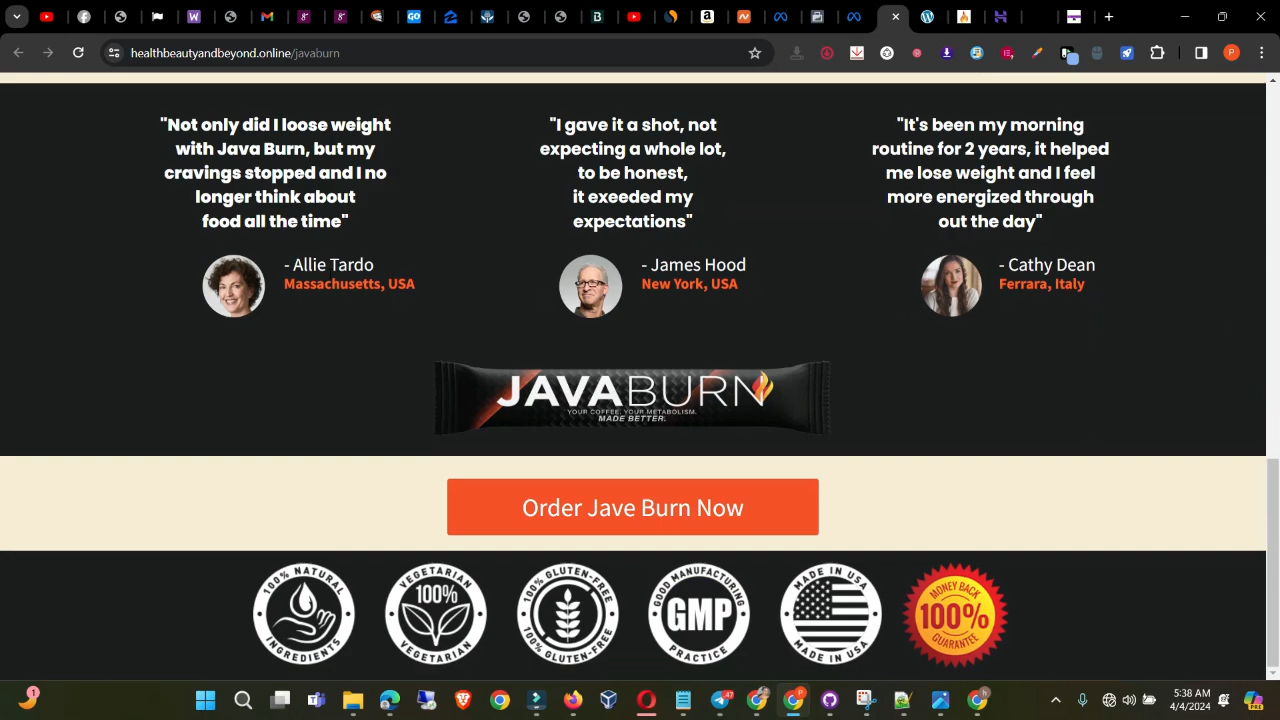 healthbeautyandbeyond.online/javaburn
"Not only did I loose weight
with Java Burn, but my
cravings stopped and I no
longer think about
food all the time"
- Allie Tardo
Massachusetts, USA
"I gave it a shot, not
expecting a whole lot,
to be honest,
it exeeded my
expectations"
- James Hood
New York, USA
"It's been my morning
routine for 2 years, it helped
me lose weight and I feel
more energized through
out the day"
- Cathy Dean
Ferrara, Italy
JAVABURN
YOUR COFFEE. YOUR METABOLISM.
MADE BETTER.
Order Jave Burn Now
100% NATURAL
INGREDIENTS
VEGETARIAN
100%
VEGETARIAN
100% GLUTEN-FREE
100% GLUTEN-FREE
GOOD MANUFACTURING
GMP
PRACTICE
MADE IN USA
MADE IN USA
MONEY BACK
100%
GUARANTEE
5:38 AM
4/4/2024